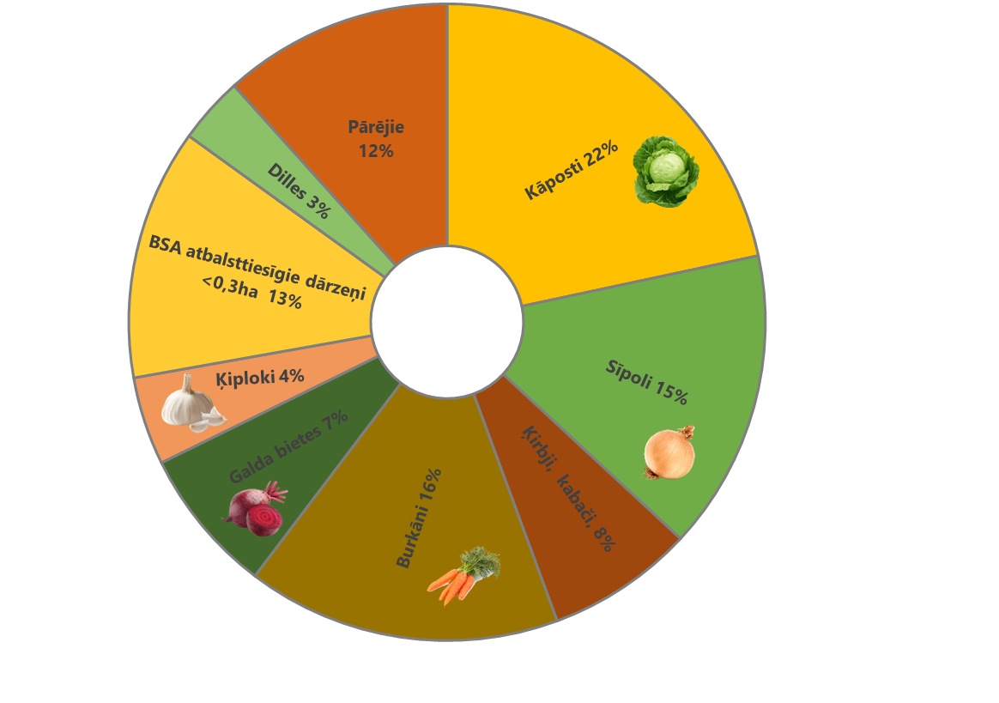 Pārējie
12%
Kāposti 22%
Dilles 3%
BSA atbalsttiesīgie dārzeņi
<0,3ha  13%
Sīpoli 15%
Ķiploki 4%
Galda bietes 7%
Ķirbji,  kabači, 8%
Burkāni 16%